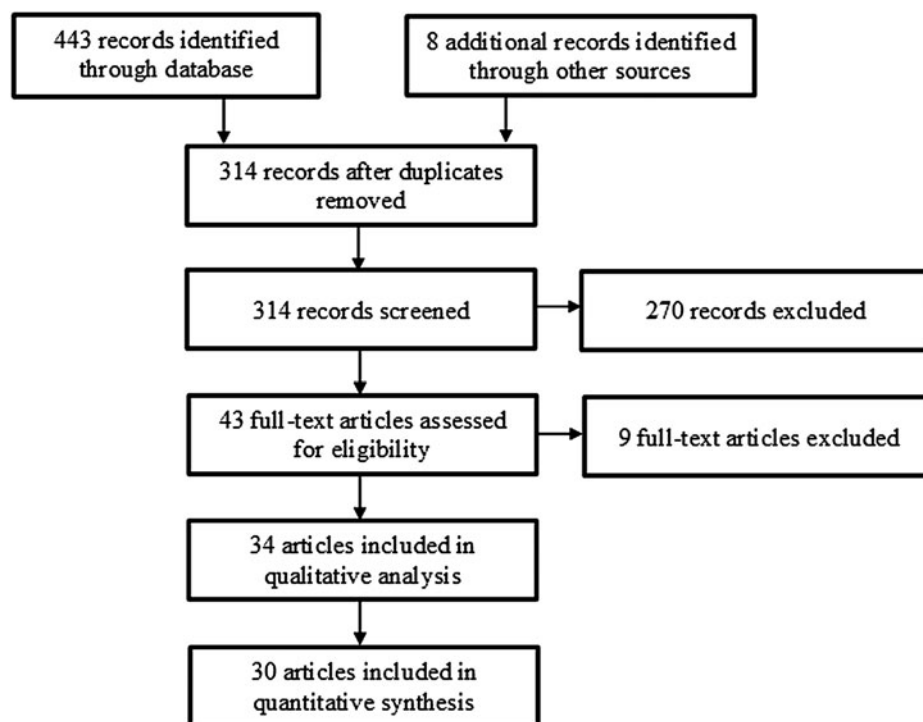 443 records identified
through database
8 additional records identified
through other sources
314 records after duplicates
removed
314 records screened
270 records excluded
43 full-text articles assessed
for eligibility
9 full-text articles excluded
34 articles included in
qualitative analysis
30 articles included in
quantitative synthesis